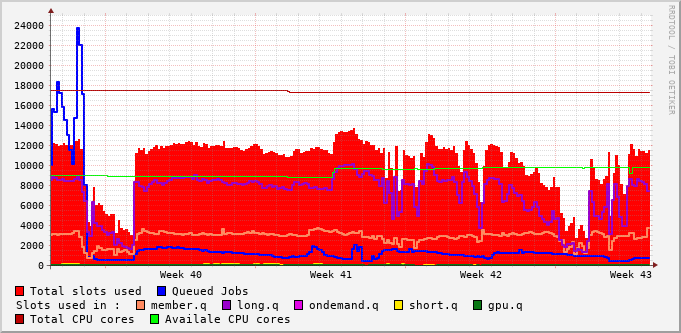 RRDTOOL / TOBI OETIKER
24000
22000
20000
18000
16000
14000
12000
10000
8000
6000
4000
2000
0
Week 40 Week 41 Week 42 Week 43
Total slots used Queued Jobs
Slots used in : member.q long.q ondemand.q short.q gpu.q
Total CPU cores Availale CPU cores